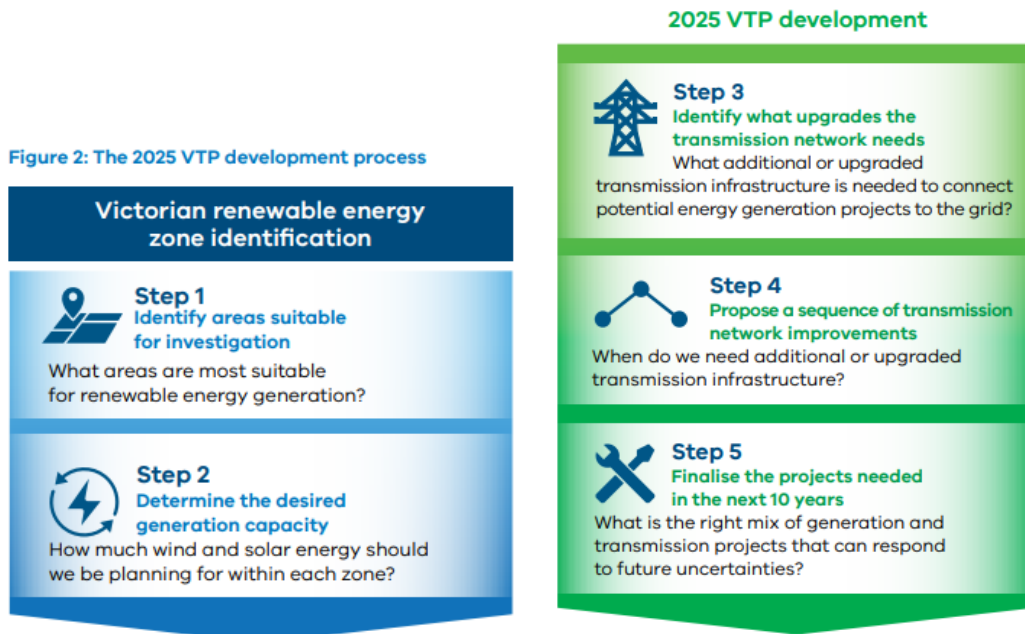 Figure 2: The 2025 VTP development process
Victorian renewable energy
zone identification
Step 1
Identify areas suitable
for investigation
What areas are most suitable
for renewable energy generation?
Step 2
Determine the desired
generation capacity
How much wind and solar energy should
we be planning for within each zone?
2025 VTP development
Step 3
Identify what upgrades the
transmission network needs
What additional or upgraded
transmission infrastructure is needed to connect
potential energy generation projects to the grid?
Step 4
Propose a sequence of transmission
network improvements
When do we need additional or upgraded
transmission infrastructure?
Step 5
Finalise the projects needed
in the next 10 years
What is the right mix of generation and
transmission projects that can respond
to future uncertainties?